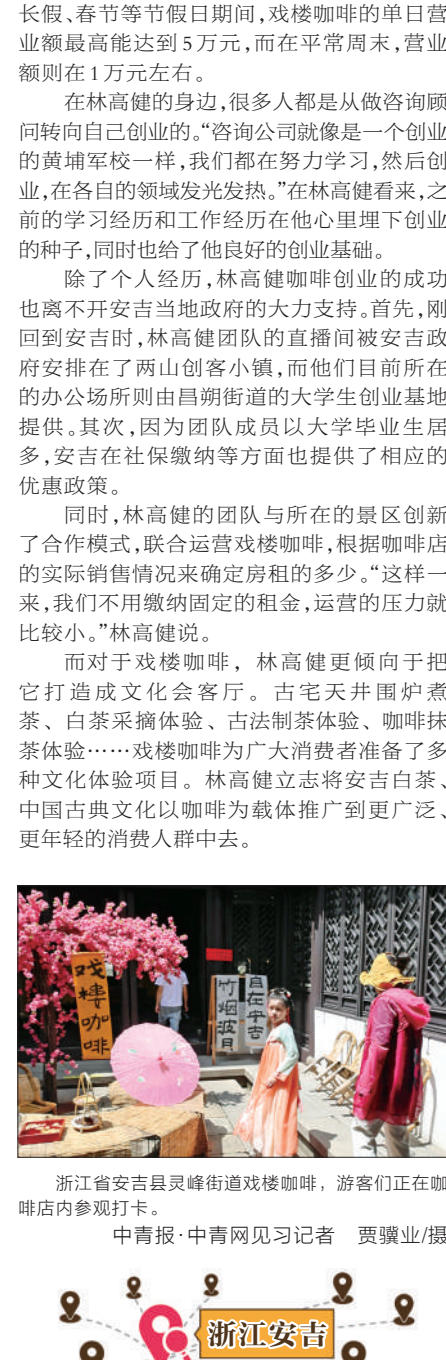 长假、春节等节假日期间,戏楼咖啡的单日营
业额最高能达到5万元,而在平常周末,营业
额则在1万元左右。
在林高健的身边,很多人都是从做咨询顾
问转向自己创业的。“咨询公司就像是一个创业
的黄埔军校一样,我们都在努力学习,然后创
业,在各自的领域发光发热。”在林高健看来,之
前的学习经历和工作经历在他心里埋下创业
的种子,同时也给了他良好的创业基础。
除了个人经历,林高健咖啡创业的成功
也离不开安吉当地政府的大力支持。首先,刚
回到安吉时,林高健团队的直播间被安吉政
府安排在了两山创客小镇,而他们目前所在
的办公场所则由昌朔街道的大学生创业基地
提供。其次,因为团队成员以大学毕业生居
多,安吉在社保缴纳等方面也提供了相应的
优惠政策。
同时,林高健的团队与所在的景区创新
了合作模式,联合运营戏楼咖啡,根据咖啡店
的实际销售情况来确定房租的多少。“这样一
来,我们不用缴纳固定的租金,运营的压力就
比较小。”林高健说。
而对于戏楼咖啡，林高健更倾向于把
它打造成文化会客厅。古宅天井围炉煮
茶、白茶采摘体验、古法制茶体验、咖啡抹
茶体验……戏楼咖啡为广大消费者准备了多
种文化体验项目。林高健立志将安吉白茶、
中国古典文化以咖啡为载体推广到更广泛、
更年轻的消费人群中去。
戏楼咖啡
自在安吉
竹烟波月
浙江省安吉县灵峰街道戏楼咖啡，游客们正在咖
啡店内参观打卡。
中青报·中青网见习记者 贾骥业/摄
浙江安吉